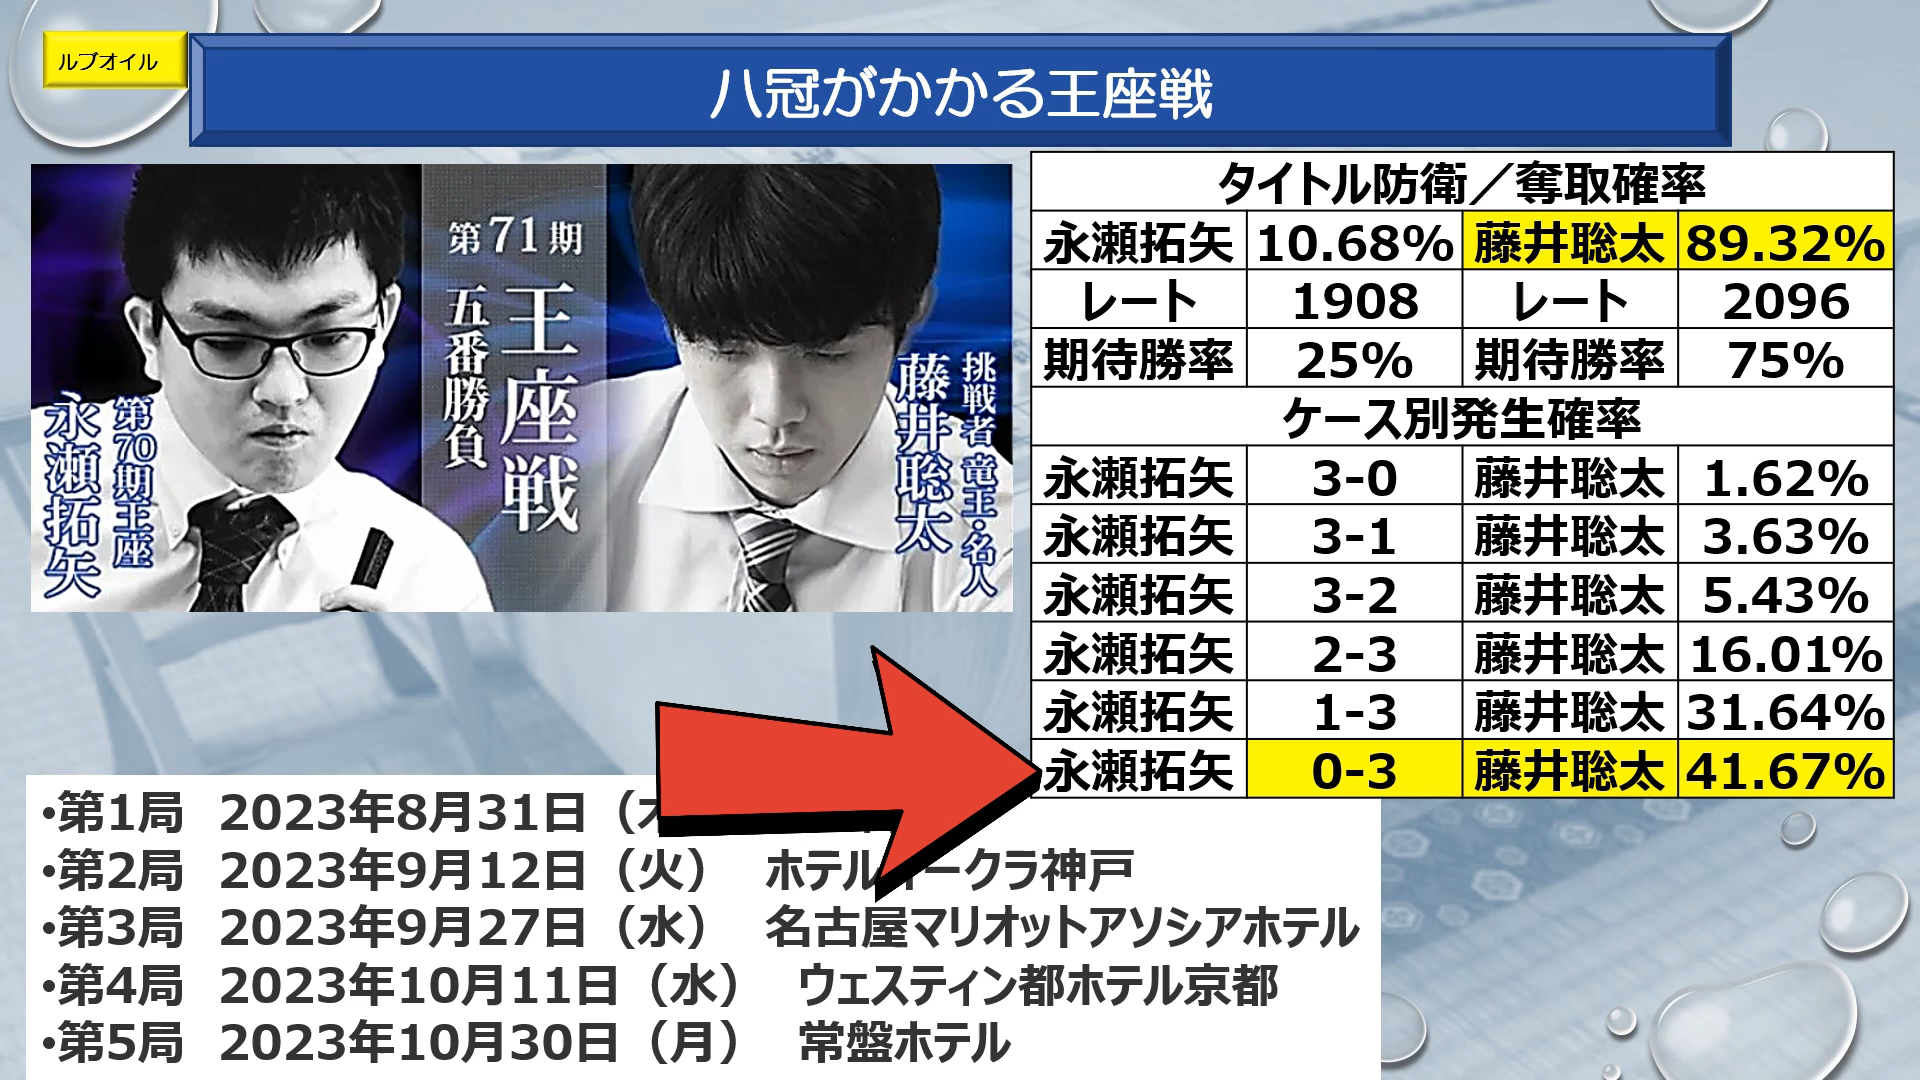 ルブオイル
八冠がかかる王座戦
第71期
王座戦
五番勝負
第70期王座
永瀬拓矢
挑戦者 竜王・名人
藤井聡太
タイトル防衛／奪取確率
永瀬拓矢 10.68% 藤井聡太 89.32%
レート 1908 レート 2096
期待勝率 25% 期待勝率 75%
ケース別発生確率
永瀬拓矢 3-0 藤井聡太 1.62%
永瀬拓矢 3-1 藤井聡太 3.63%
永瀬拓矢 3-2 藤井聡太 5.43%
永瀬拓矢 2-3 藤井聡太 16.01%
永瀬拓矢 1-3 藤井聡太 31.64%
永瀬拓矢 0-3 藤井聡太 41.67%
•第1局 2023年8月31日（木
•第2局 2023年9月12日（火） ホテルオークラ神戸
•第3局 2023年9月27日（水） 名古屋マリオットアソシアホテル
•第4局 2023年10月11日（水） ウェスティン都ホテル京都
•第5局 2023年10月30日（月） 常盤ホテル